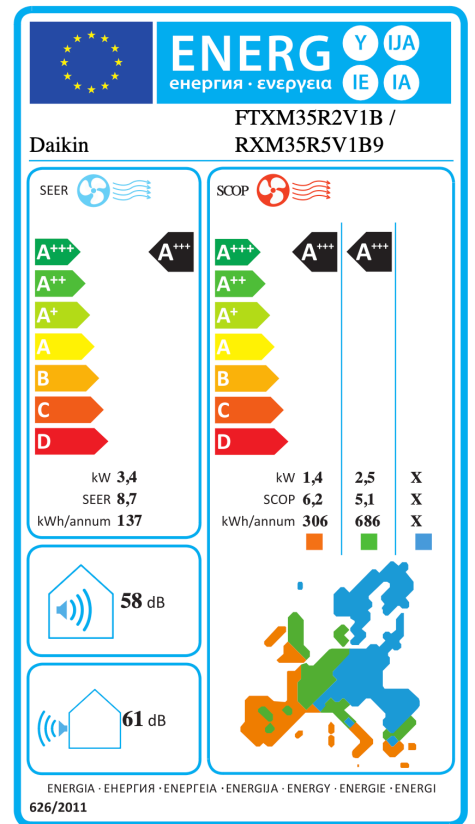 ENERG
енергия · ενεργεια
Y IJA
IE IA
Daikin
FTXM35R2V1B /
RXM35R5V1B9
SEER
A+++ A+++
A++
A+
A
B
C
D
kW 3,4
SEER 8,7
kWh/annum 137
SCOP
A+++ A+++ A+++
A++
A+
A
B
C
D
kW 1,4 2,5 X
SCOP 6,2 5,1 X
kWh/annum 306 686 X
58 dB
61 dB
ENERGIA · ЕНЕРГИЯ · ΕΝΕΡΓΕΙΑ · ENERGIJA · ENERGY · ENERGIE · ENERGI
626/2011